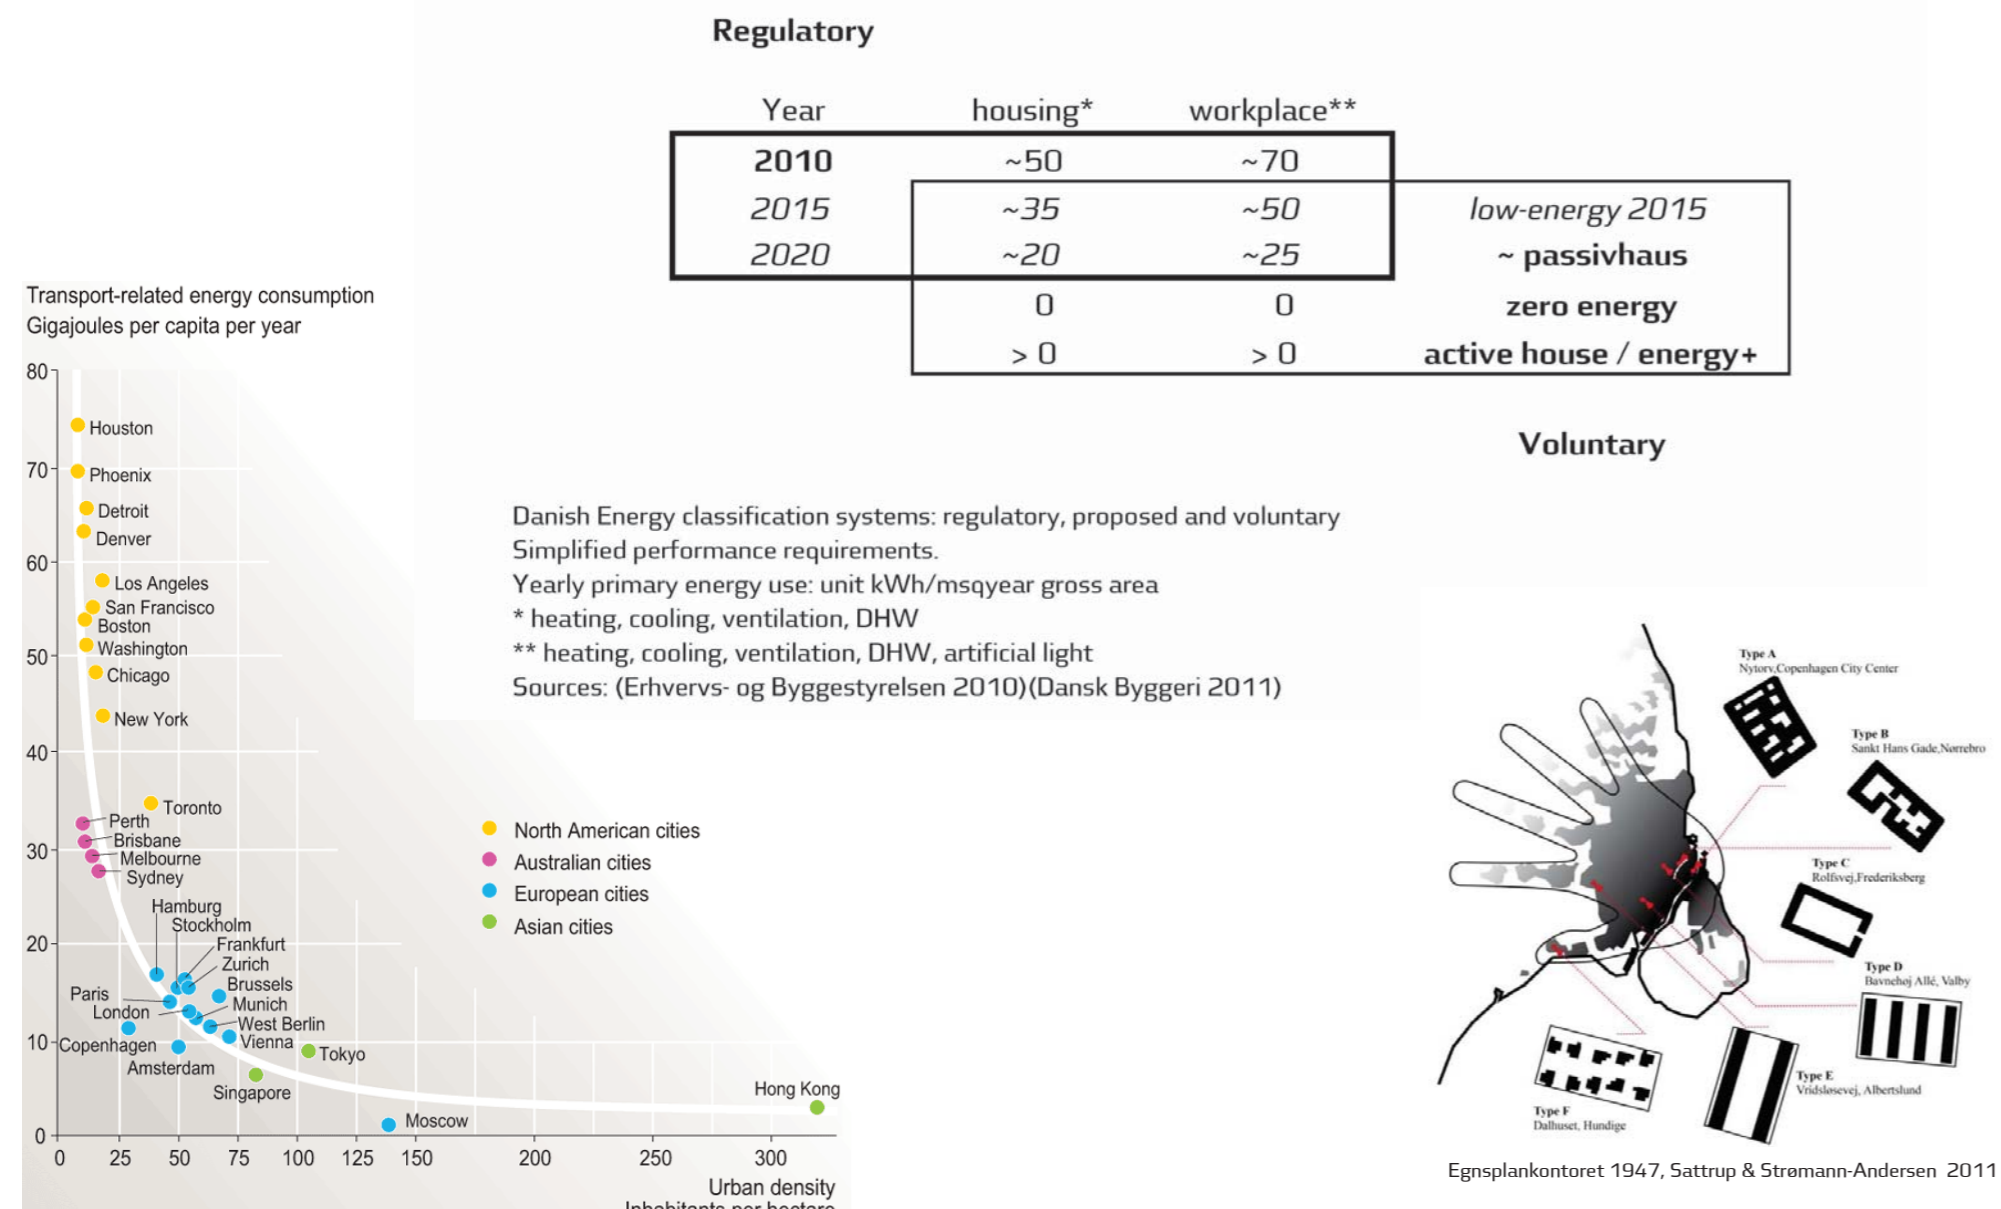 Regulatory
Year housing* workplace**
2010 ~50 ~70
2015 ~35 ~50 low-energy 2015
2020 ~20 ~25 ~ passivhaus
0 0 zero energy
> 0 > 0 active house / energy+
Voluntary
Danish Energy classification systems: regulatory, proposed and voluntary
Simplified performance requirements.
Yearly primary energy use: unit kWh/msqyear gross area
* heating, cooling, ventilation, DHW
** heating, cooling, ventilation, DHW, artificial light
Sources: (Erhvervs- og Byggestyrelsen 2010)(Dansk Byggeri 2011)
Transport-related energy consumption
Gigajoules per capita per year
80
70
60
50
40
30
20
10
0
Houston
Phoenix
Detroit
Denver
Los Angeles
San Francisco
Boston
Washington
Chicago
New York
Toronto
Perth
Brisbane
Melbourne
Sydney
Hamburg
Stockholm
Frankfurt
Zurich
Brussels
Paris
Munich
London
West Berlin
Vienna
Copenhagen
Amsterdam
Tokyo
Singapore
Hong Kong
Moscow
0 25 50 75 100 125 150 200 250 300
Urban density
Inhabitants per hectare
North American cities
Australian cities
European cities
Asian cities
Type A
Nytorv,Copenhagen City Center
Type B
Sankt Hans Gade,Nørrebro
Type C
Rolfsvej,Frederiksberg
Type D
Bavnehøj Allé, Valby
Type E
Vridsløsevej, Albertslund
Type F
Dalhuset, Hundige
Egnsplankontoret 1947, Sattrup & Strømann-Andersen 2011